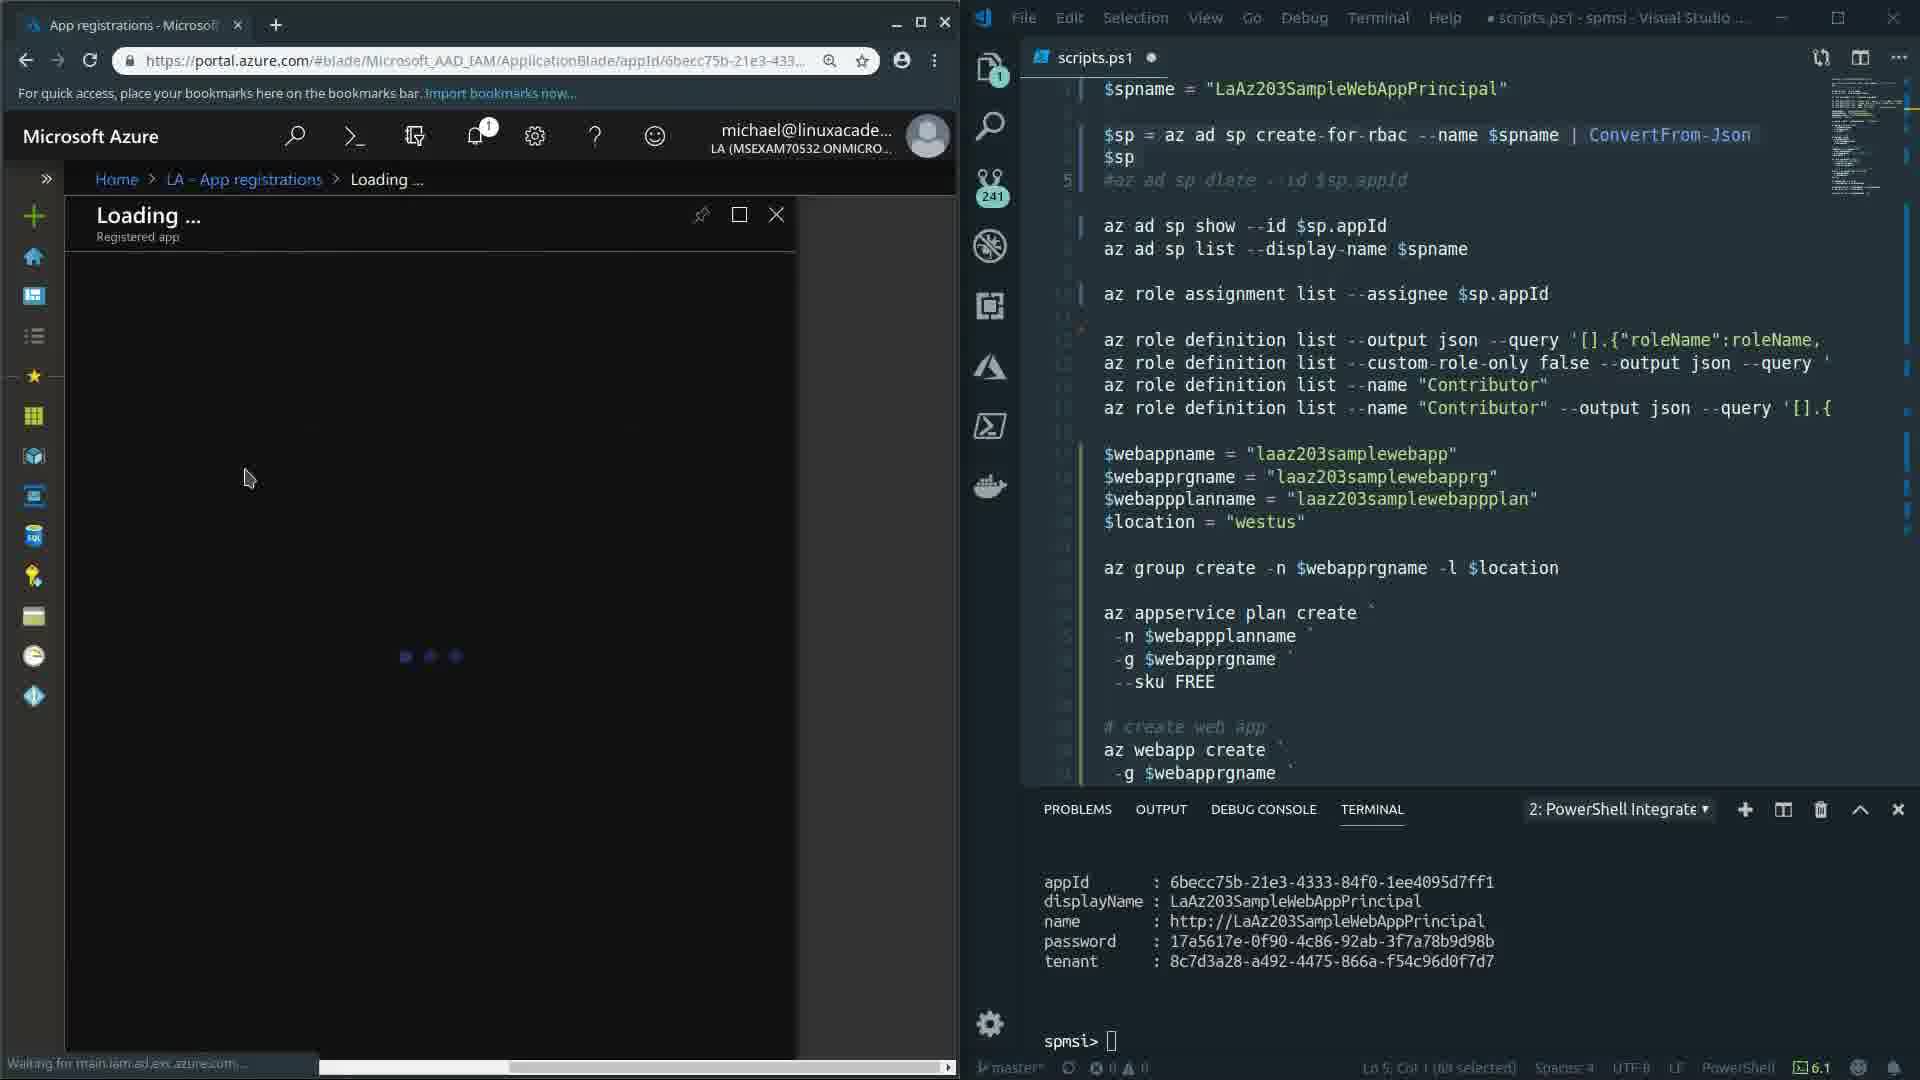 App registrations - Microsof
https://portal.azure.com/#blade/Microsoft_AAD_IAM/ApplicationBlade/appId/6becc75b-21e3-433...
For quick access, place your bookmarks here on the bookmarks bar. Import bookmarks now...
Microsoft Azure
1
michael@linuxacade...
LA (MSEXAM70532.ONMICRO...
Home > LA - App registrations > Loading ...
Loading ...
Registered app
SQL
Waiting for main.iam.ad.ext.azure.com...
File Edit Selection View Go Debug Terminal Help ● scripts.ps1 - spmsi - Visual Studio ...
scripts.ps1
1
241
$spname = "LaAz203SampleWebAppPrincipal"
$sp = az ad sp create-for-rbac --name $spname | ConvertFrom-Json
$sp
5 #az ad sp dlate --id $sp.appId
az ad sp show --id $sp.appId
az ad sp list --display-name $spname
az role assignment list --assignee $sp.appId
az role definition list --output json --query '[].{"roleName":roleName,
az role definition list --custom-role-only false --output json --query '
az role definition list --name "Contributor"
az role definition list --name "Contributor" --output json --query '[].{
$webappname = "laaz203samplewebapp"
$webapprgname = "laaz203samplewebapprg"
$webappplanname = "laaz203samplewebappplan"
$location = "westus"
az group create -n $webapprgname -l $location
az appservice plan create `
-n $webappplanname `
-g $webapprgname `
--sku FREE
# create web app
az webapp create `
-g $webapprgname `
PROBLEMS OUTPUT DEBUG CONSOLE TERMINAL 2: PowerShell Integrate
appId : 6becc75b-21e3-4333-84f0-1ee4095d7ff1
displayName : LaAz203SampleWebAppPrincipal
name : http://LaAz203SampleWebAppPrincipal
password : 17a5617e-0f90-4c86-92ab-3f7a78b9d98b
tenant : 8c7d3a28-a492-4475-866a-f54c96d0f7d7
spmsi>
master* 0 0 Ln 5, Col 1 (69 selected) Spaces: 4 UTF-8 LF PowerShell 6.1